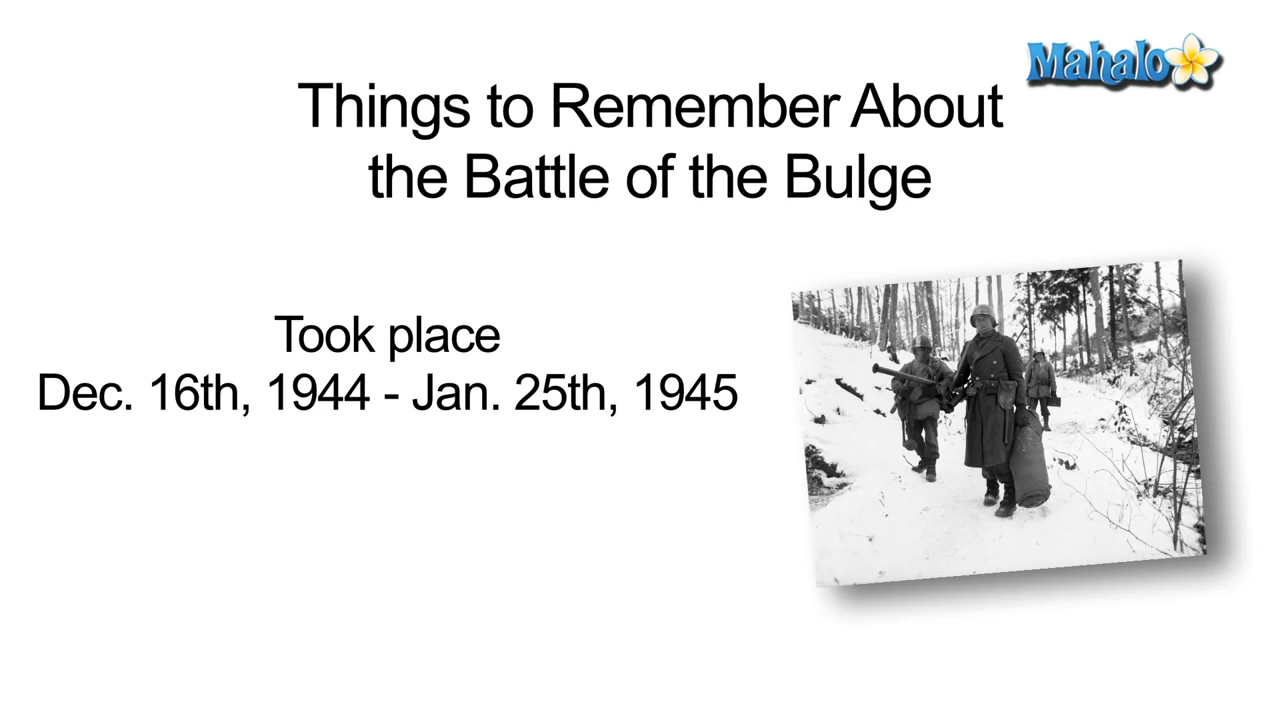 Mahalo
Things to Remember About
the Battle of the Bulge
Took place
Dec. 16th, 1944 - Jan. 25th, 1945